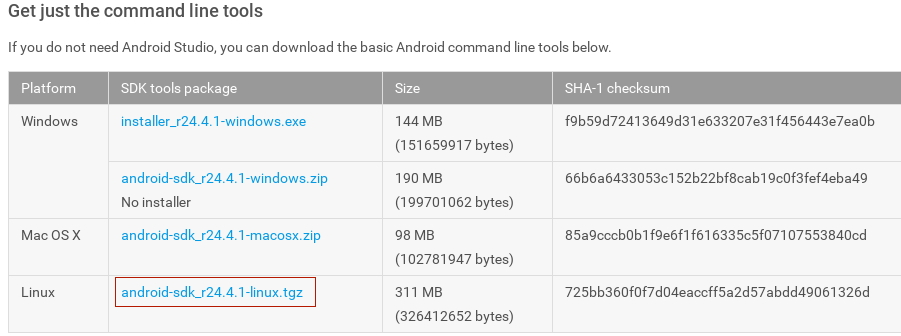 Get just the command line tools
If you do not need Android Studio, you can download the basic Android command line tools below.
Platform SDK tools package Size SHA-1 checksum
Windows installer_r24.4.1-windows.exe 144 MB f9b59d72413649d31e633207e31f456443e7ea0b
(151659917 bytes)
android-sdk_r24.4.1-windows.zip 190 MB 66b6a6433053c152b22bf8cab19c0f3fef4eba49
No installer (199701062 bytes)
Mac OS X android-sdk_r24.4.1-macosx.zip 98 MB 85a9cccb0b1f9e6f1f616335c5f07107553840cd
(102781947 bytes)
Linux android-sdk_r24.4.1-linux.tgz 311 MB 725bb360f0f7d04eaccff5a2d57abdd49061326d
(326412652 bytes)